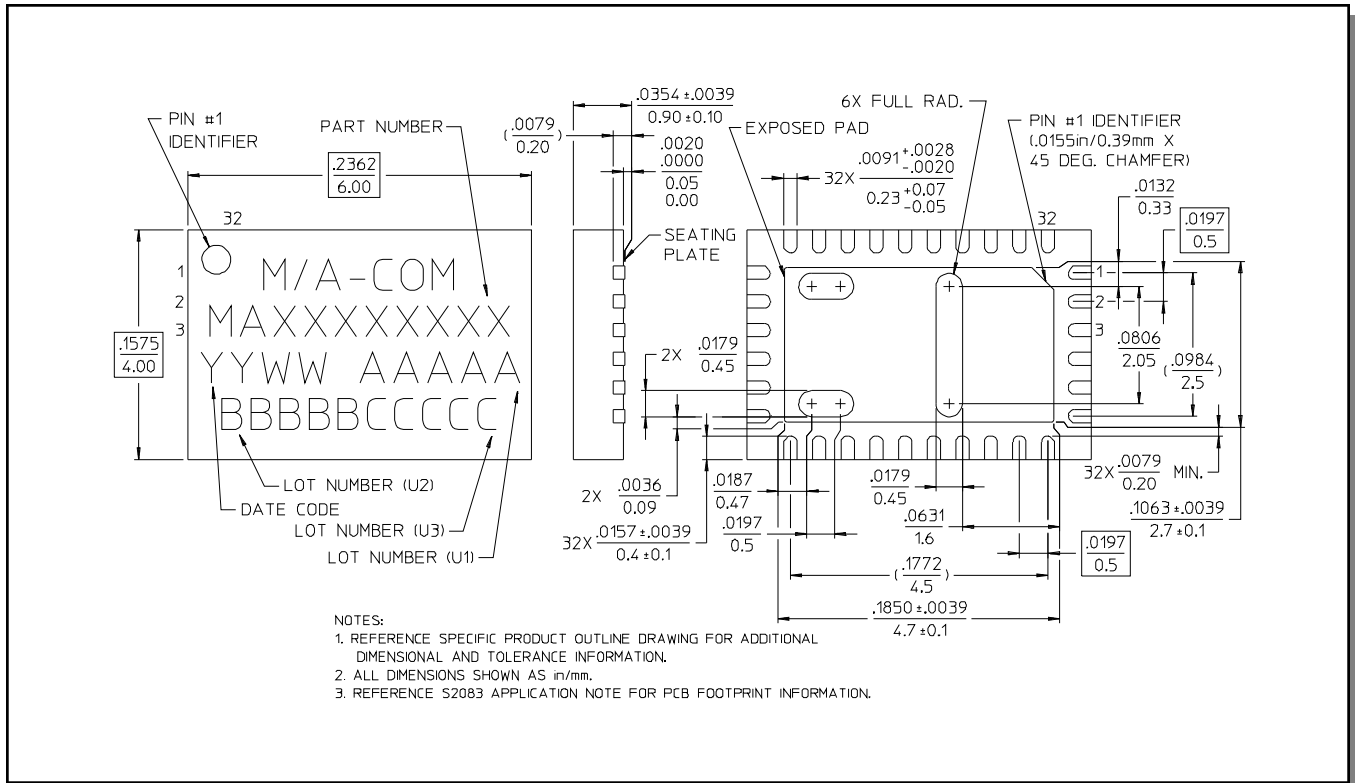 PIN #1
IDENTIFIER
PART NUMBER
.2362
6.00
32
1
2
3
.1575
4.00
M/A-COM
MAXXXXXXXXX
YYWW AAAAA
BBBBBCCCCC
LOT NUMBER (U2)
DATE CODE
LOT NUMBER (U3)
LOT NUMBER (U1)
.0354 ±.0039
0.90 ±0.10
(.0079)
0.20
.0020
.0000
0.05
0.00
SEATING
PLATE
EXPOSED PAD
32X .0091 +.0028 -.0020
0.23 +0.07 -0.05
6X FULL RAD.
PIN #1 IDENTIFIER
(.0155in/0.39mm X
45 DEG. CHAMFER)
32
.0132
0.33
.0197
0.5
1
2
3
.0806
2.05
(.0984)
2.5
2X .0179
0.45
2X .0036
0.09
32X .0157 ±.0039
0.4 ±0.1
.0187
0.47
.0197
0.5
.0179
0.45
.0631
1.6
32X .0079 MIN.
0.20
.1063 ±.0039
2.7 ±0.1
.0197
0.5
(.1772)
4.5
.1850 ±.0039
4.7 ±0.1
NOTES:
1. REFERENCE SPECIFIC PRODUCT OUTLINE DRAWING FOR ADDITIONAL
DIMENSIONAL AND TOLERANCE INFORMATION.
2. ALL DIMENSIONS SHOWN AS in/mm.
3. REFERENCE S2083 APPLICATION NOTE FOR PCB FOOTPRINT INFORMATION.